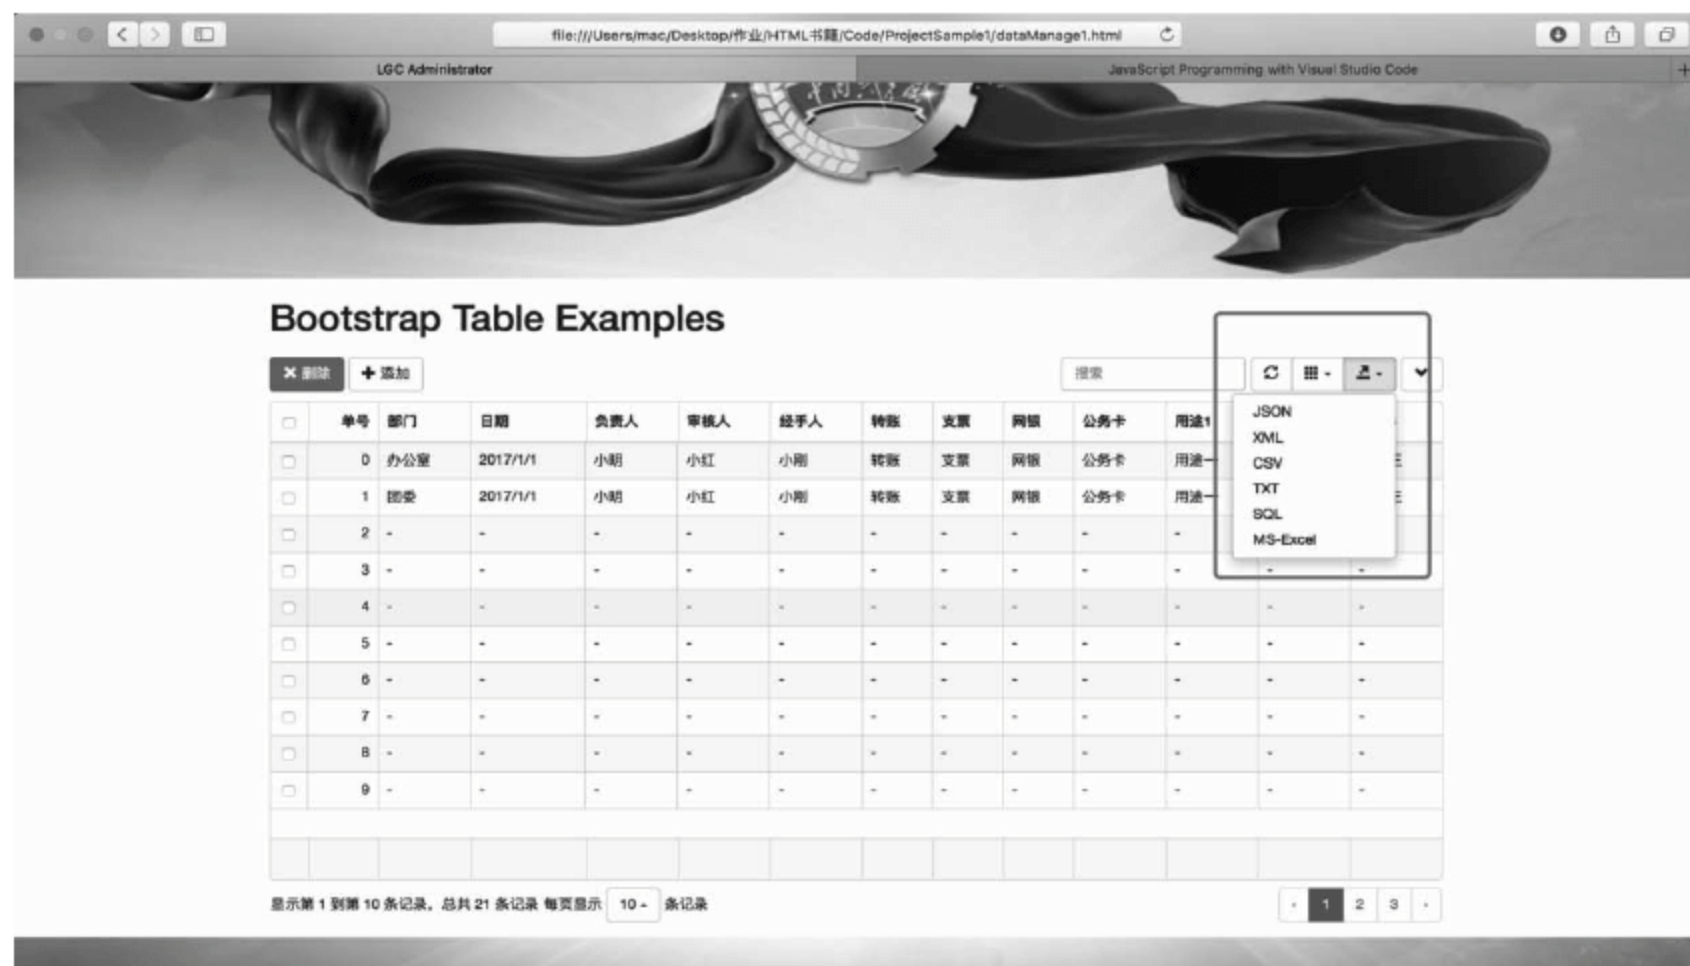 file:///Users/mac/Desktop/作业/HTML书籍/Code/ProjectSample1/dataManage1.html
LGC Administrator
JavaScript Programming with Visual Studio Code
Bootstrap Table Examples
删除 添加 搜索
单号 部门 日期 负责人 审核人 经手人 转账 支票 网银 公务卡 用途1
0 办公室 2017/1/1 小明 小红 小刚 转账 支票 网银 公务卡 用途一
1 团委 2017/1/1 小明 小红 小刚 转账 支票 网银 公务卡 用途一
2 - - - - - - - - - -
3 - - - - - - - - - - - -
4 - - - - - - - - - - - -
5 - - - - - - - - - - - -
6 - - - - - - - - - - - -
7 - - - - - - - - - - - -
8 - - - - - - - - - - - -
9 - - - - - - - - - - - -
JSON
XML
CSV
TXT
SQL
MS-Excel
显示第 1 到第 10 条记录，总共 21 条记录 每页显示 10 条记录
‹ 1 2 3 ›